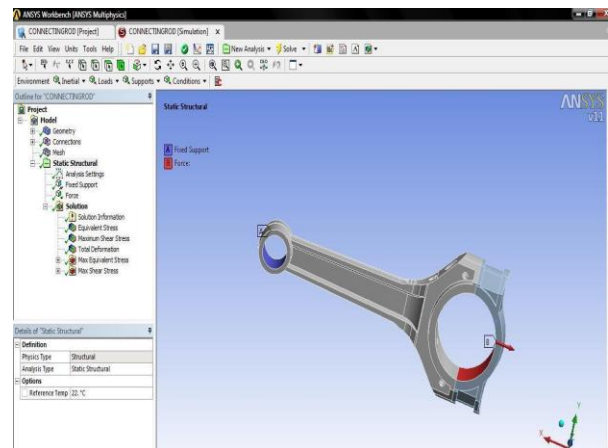 ANSYS Workbench [ANSYS Multiphysics]
CONNECTINGROD [Project] CONNECTINGROD [Simulation] x
File Edit View Units Tools Help New Analysis Solve
Environment Inertial Loads Supports Conditions
Outline for "CONNECTINGROD"
Project
Model
Geometry
Connections
Mesh
Static Structural
Analysis Settings
Fixed Support
Force
Solution
Solution Information
Equivalent Stress
Maximum Shear Stress
Total Deformation
Max Equivalent Stress
Max Shear Stress
Details of "Static Structural"
Definition
Physics Type Structural
Analysis Type Static Structural
Options
Reference Temp 22. °C
Static Structural
A Fixed Support
B Force
ANSYS
v11
A
B
Y
X